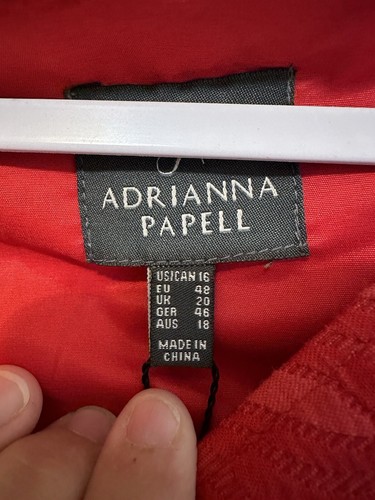 ADRIANNA
PAPELL
US/CAN 16
EU 48
UK 20
GER 46
AUS 18
MADE IN
CHINA